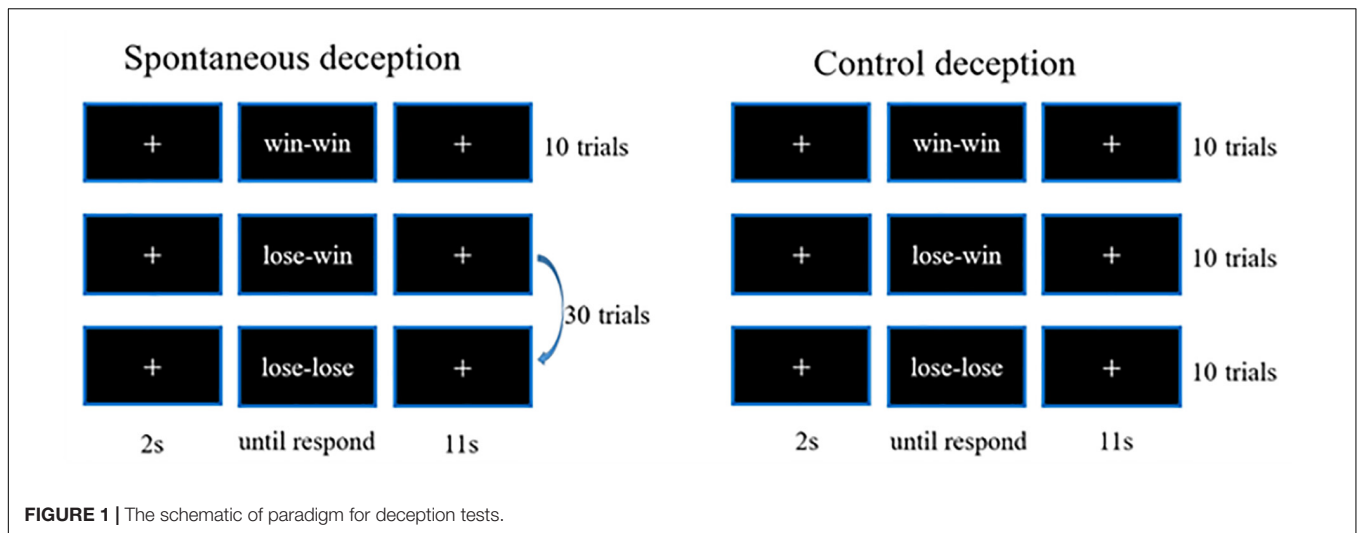 Spontaneous deception
+ win-win + 10 trials
+ lose-win +
30 trials
+ lose-lose +
2s until respond 11s
Control deception
+ win-win + 10 trials
+ lose-win + 10 trials
+ lose-lose + 10 trials
2s until respond 11s
FIGURE 1 | The schematic of paradigm for deception tests.